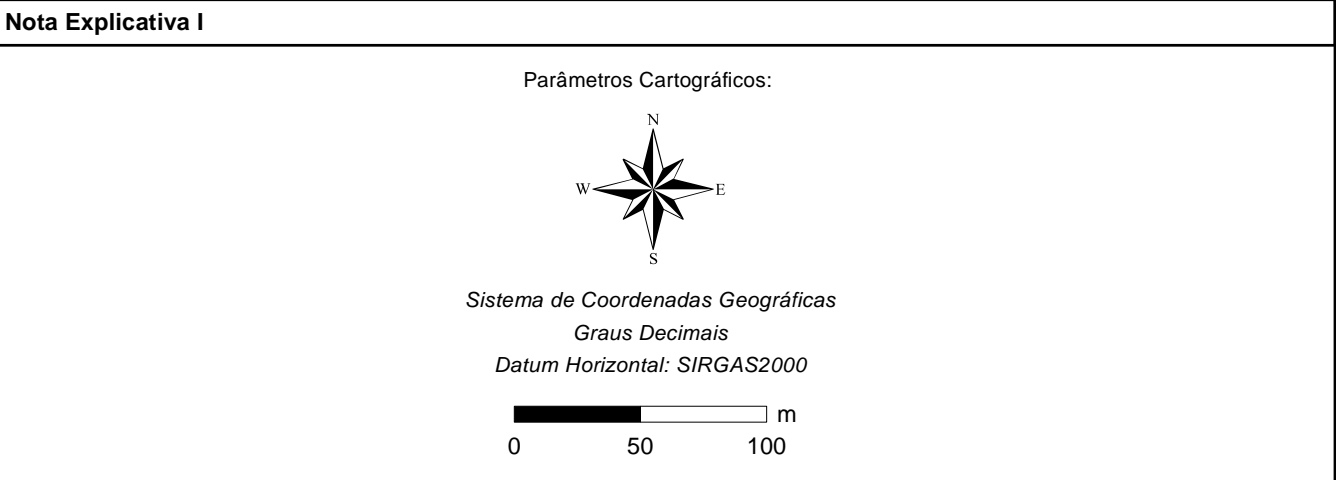 Nota Explicativa I
Parâmetros Cartográficos:
N
W E
S
Sistema de Coordenadas Geográficas
Graus Decimais
Datum Horizontal: SIRGAS2000
m
0 50 100